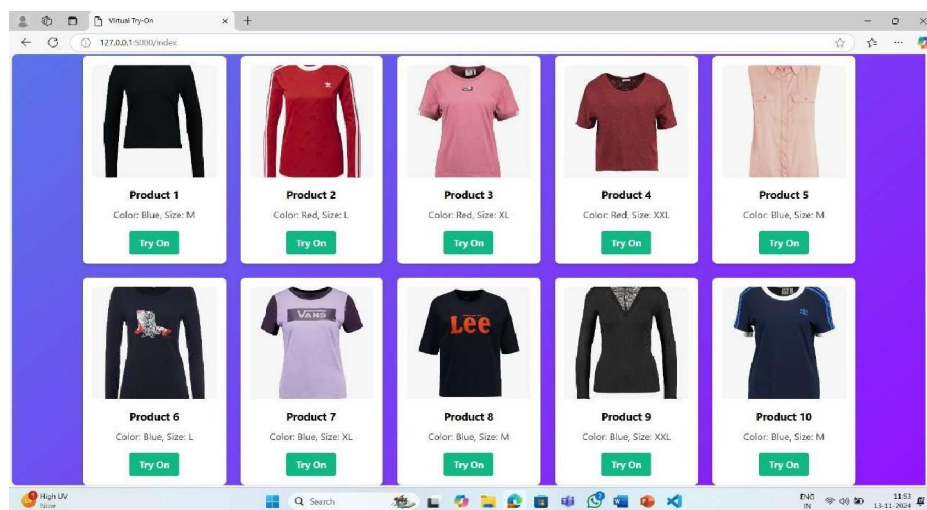 Virtual Try-On
127.0.0.1:5000/index
Product 1
Color: Blue, Size: M
Try On
Product 2
Color: Red, Size: L
Try On
Product 3
Color: Red, Size: XL
Try On
Product 4
Color: Red, Size: XXL
Try On
Product 5
Color: Blue, Size: M
Try On
Product 6
Color: Blue, Size: L
Try On
VANS
Product 7
Color: Blue, Size: XL
Try On
Lee
Product 8
Color: Blue, Size: M
Try On
Product 9
Color: Blue, Size: XXL
Try On
Product 10
Color: Blue, Size: M
Try On
High UV
Now
Search
ENG
IN
11:53
13-11-2024